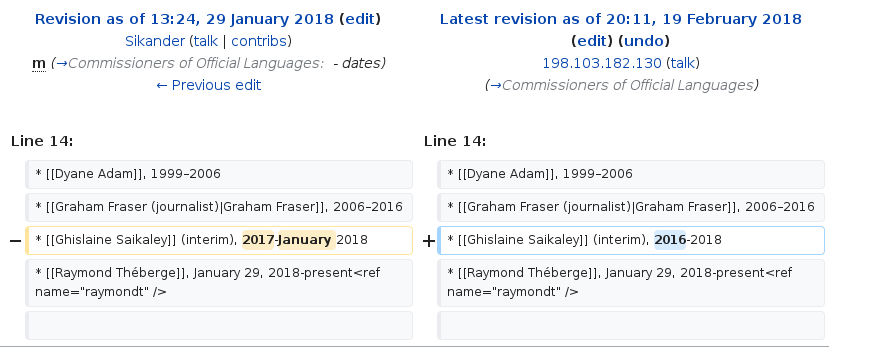 Revision as of 13:24, 29 January 2018 (edit)
Sikander (talk | contribs)
m (→Commissioners of Official Languages: - dates)
← Previous edit
Latest revision as of 20:11, 19 February 2018
(edit) (undo)
198.103.182.130 (talk)
(→Commissioners of Official Languages)
Line 14:
Line 14:
* [[Dyane Adam]], 1999–2006
* [[Dyane Adam]], 1999–2006
* [[Graham Fraser (journalist)|Graham Fraser]], 2006–2016
* [[Graham Fraser (journalist)|Graham Fraser]], 2006–2016
− * [[Ghislaine Saikaley]] (interim), 2017-January 2018
+ * [[Ghislaine Saikaley]] (interim), 2016-2018
* [[Raymond Théberge]], January 29, 2018-present<ref
name="raymondt" />
* [[Raymond Théberge]], January 29, 2018-present<ref
name="raymondt" />